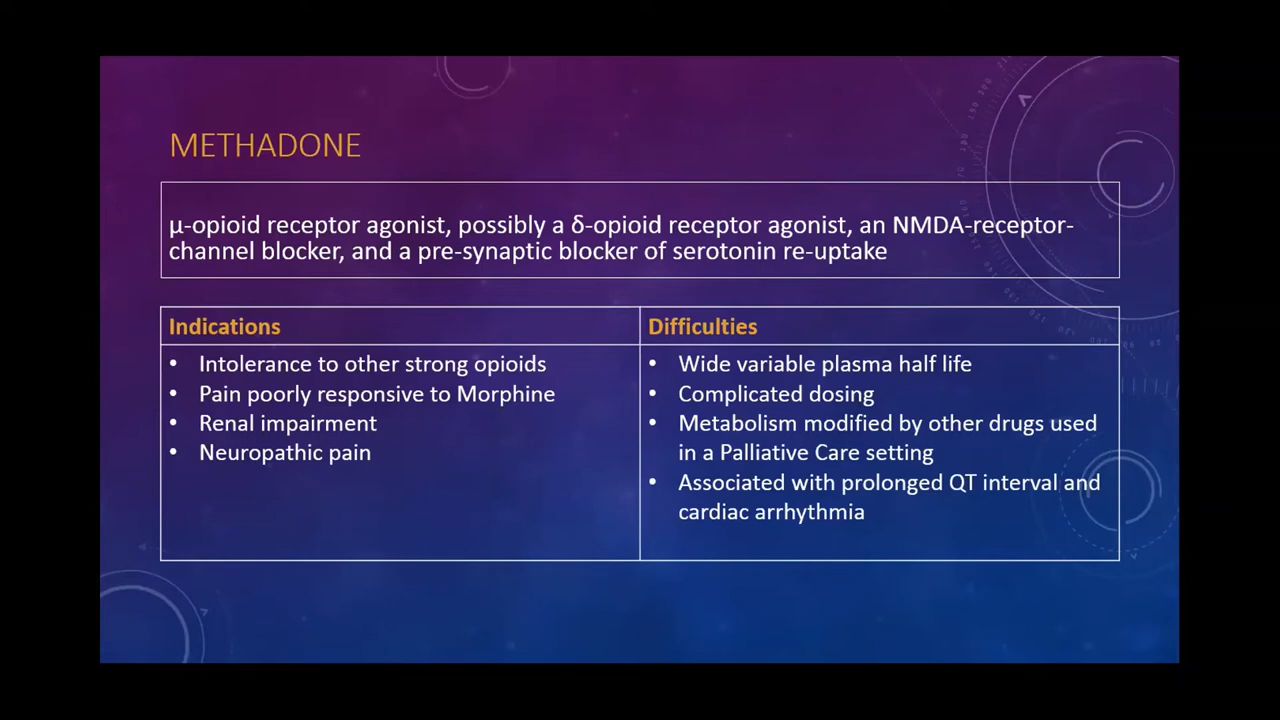 METHADONE
μ-opioid receptor agonist, possibly a δ-opioid receptor agonist, an NMDA-receptor-
channel blocker, and a pre-synaptic blocker of serotonin re-uptake
Indications
• Intolerance to other strong opioids
• Pain poorly responsive to Morphine
• Renal impairment
• Neuropathic pain
Difficulties
• Wide variable plasma half life
• Complicated dosing
• Metabolism modified by other drugs used
in a Palliative Care setting
• Associated with prolonged QT interval and
cardiac arrhythmia